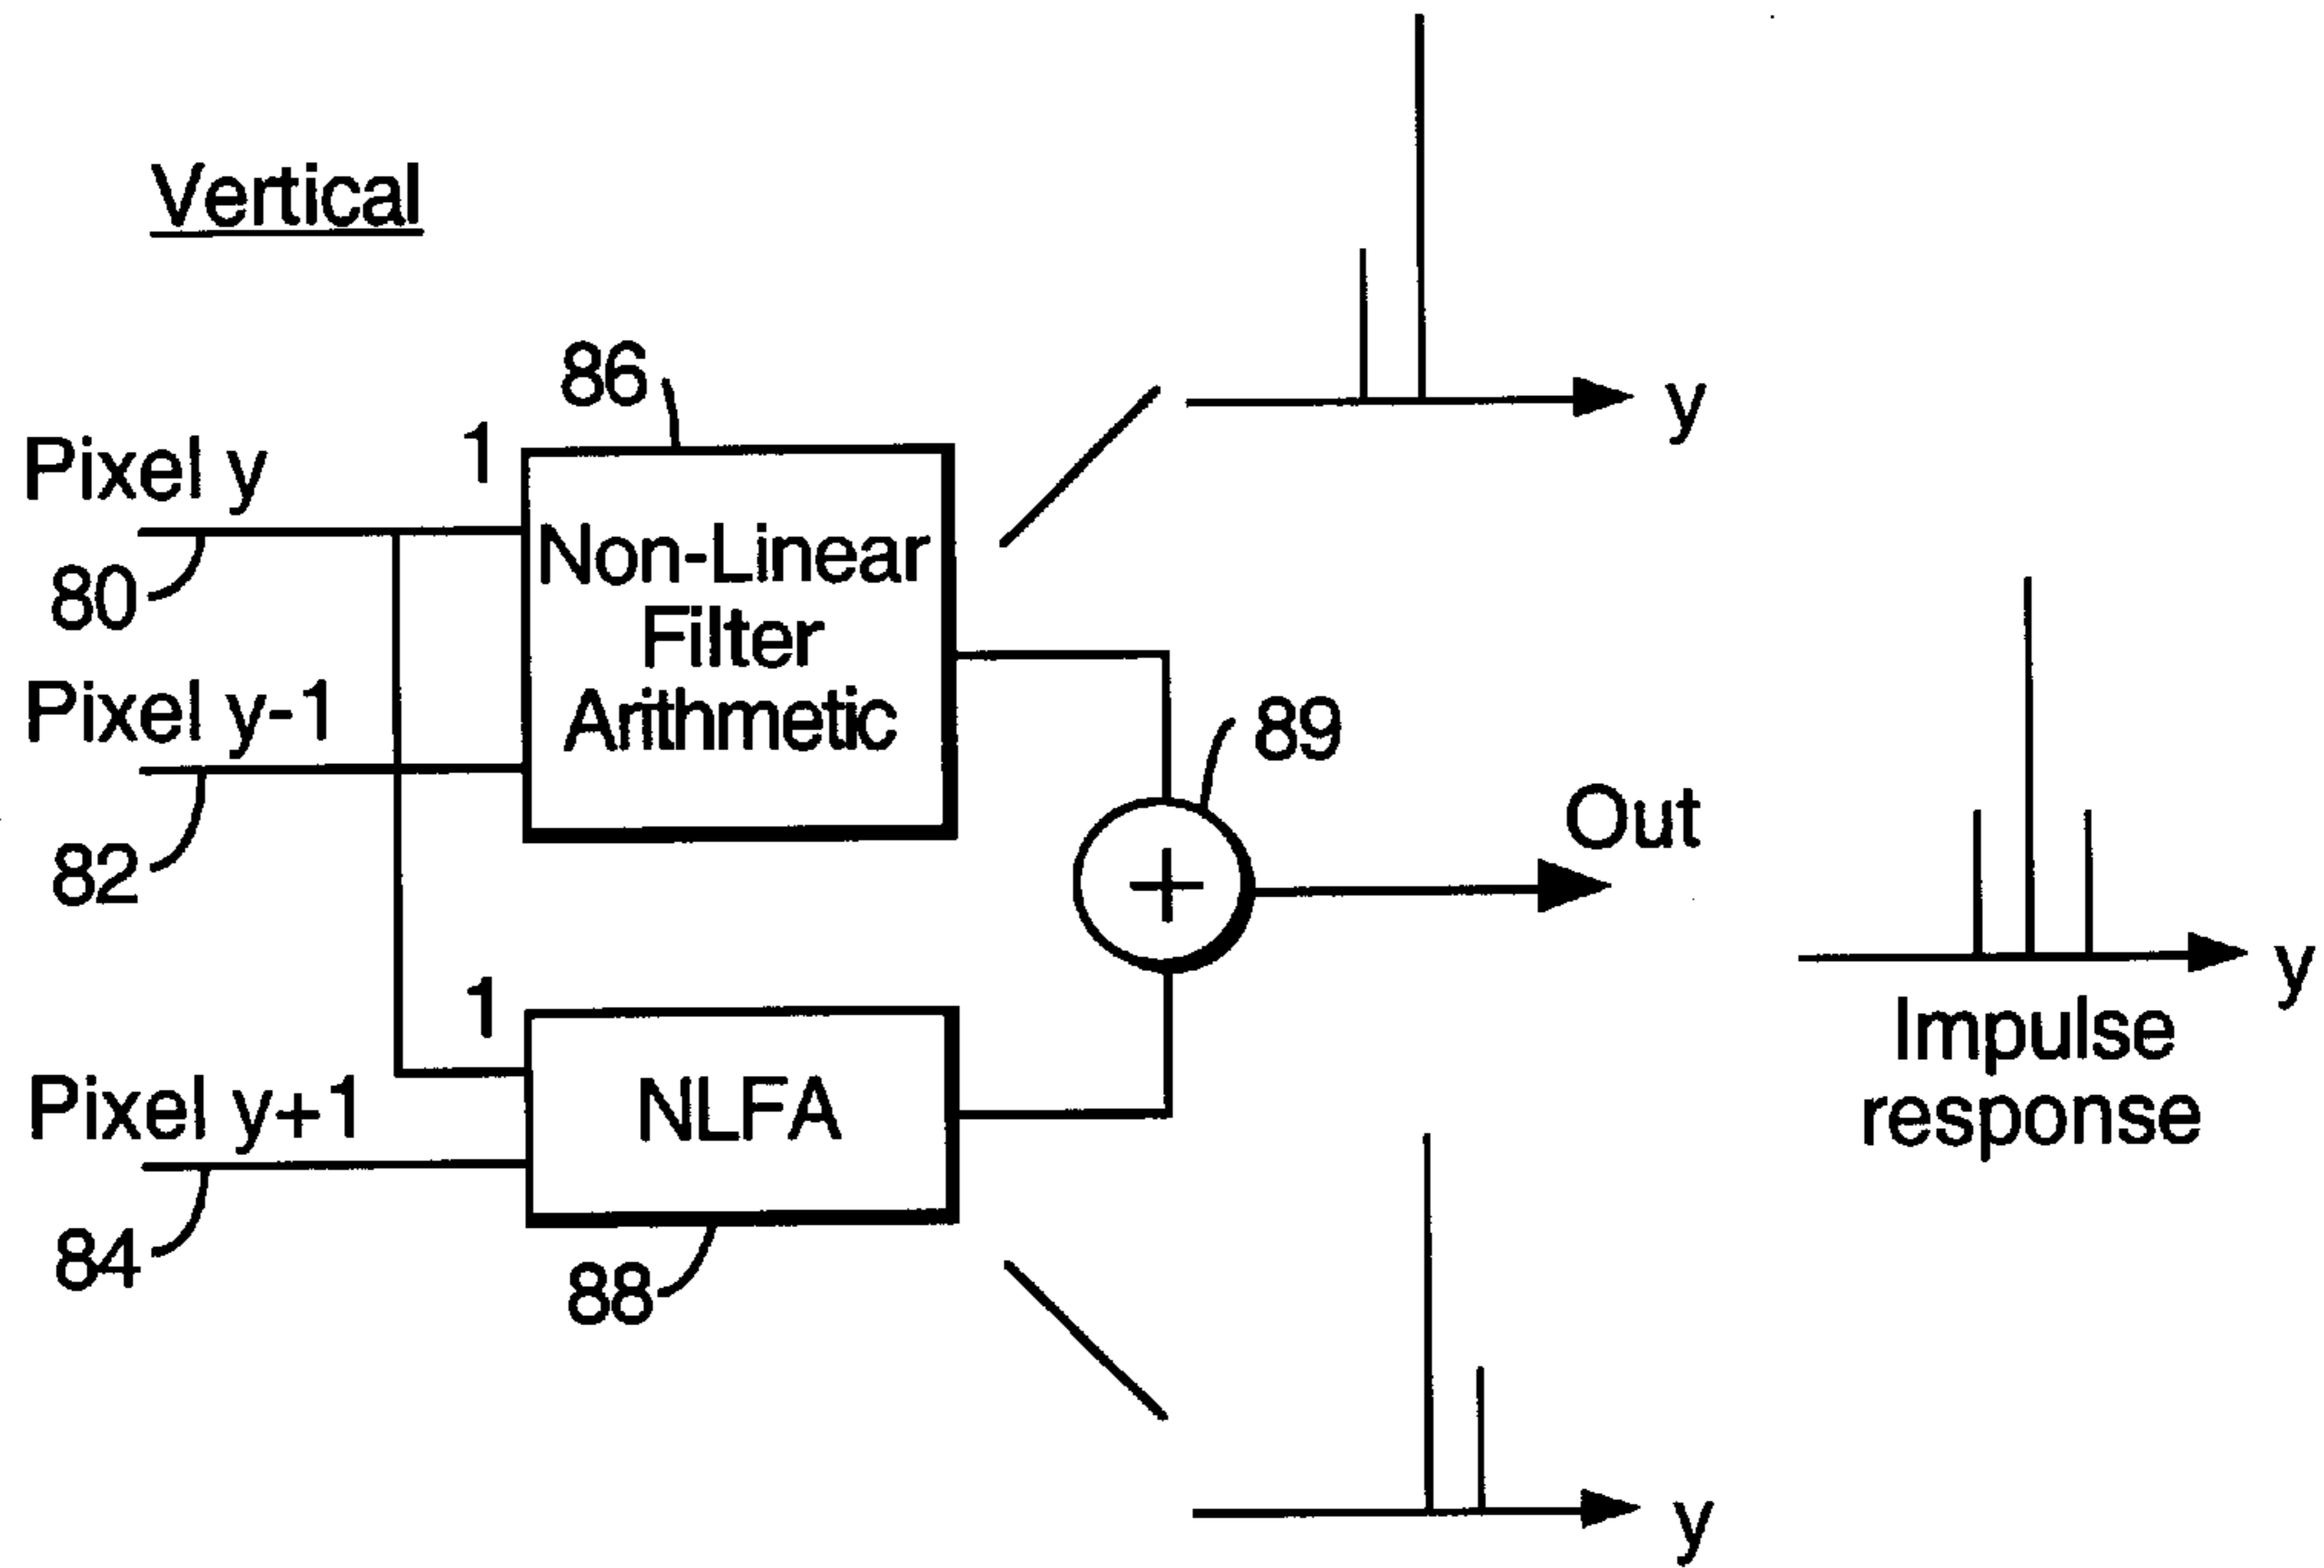 Vertical
y
86
1
Pixel y
80
Non-Linear
Filter
Arithmetic
Pixel y-1
82
89
+
Out
y
Impulse
response
1
Pixel y+1
84
NLFA
88
y